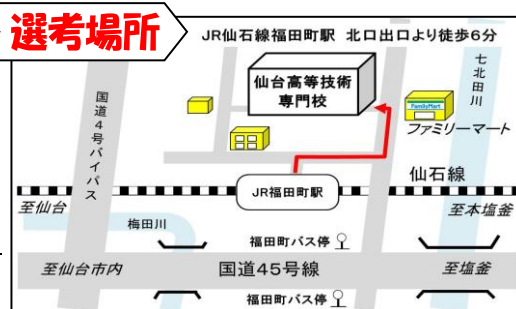 選考場所
JR仙石線福田町駅 北口出口より徒歩6分
仙台高等技術
専門校
七北田川
国道4号バイパス
FamilyMart
ファミリーマート
仙石線
JR福田町駅
至仙台
至本塩釜
梅田川
福田町バス停
至仙台市内
国道45号線
至塩釜
福田町バス停